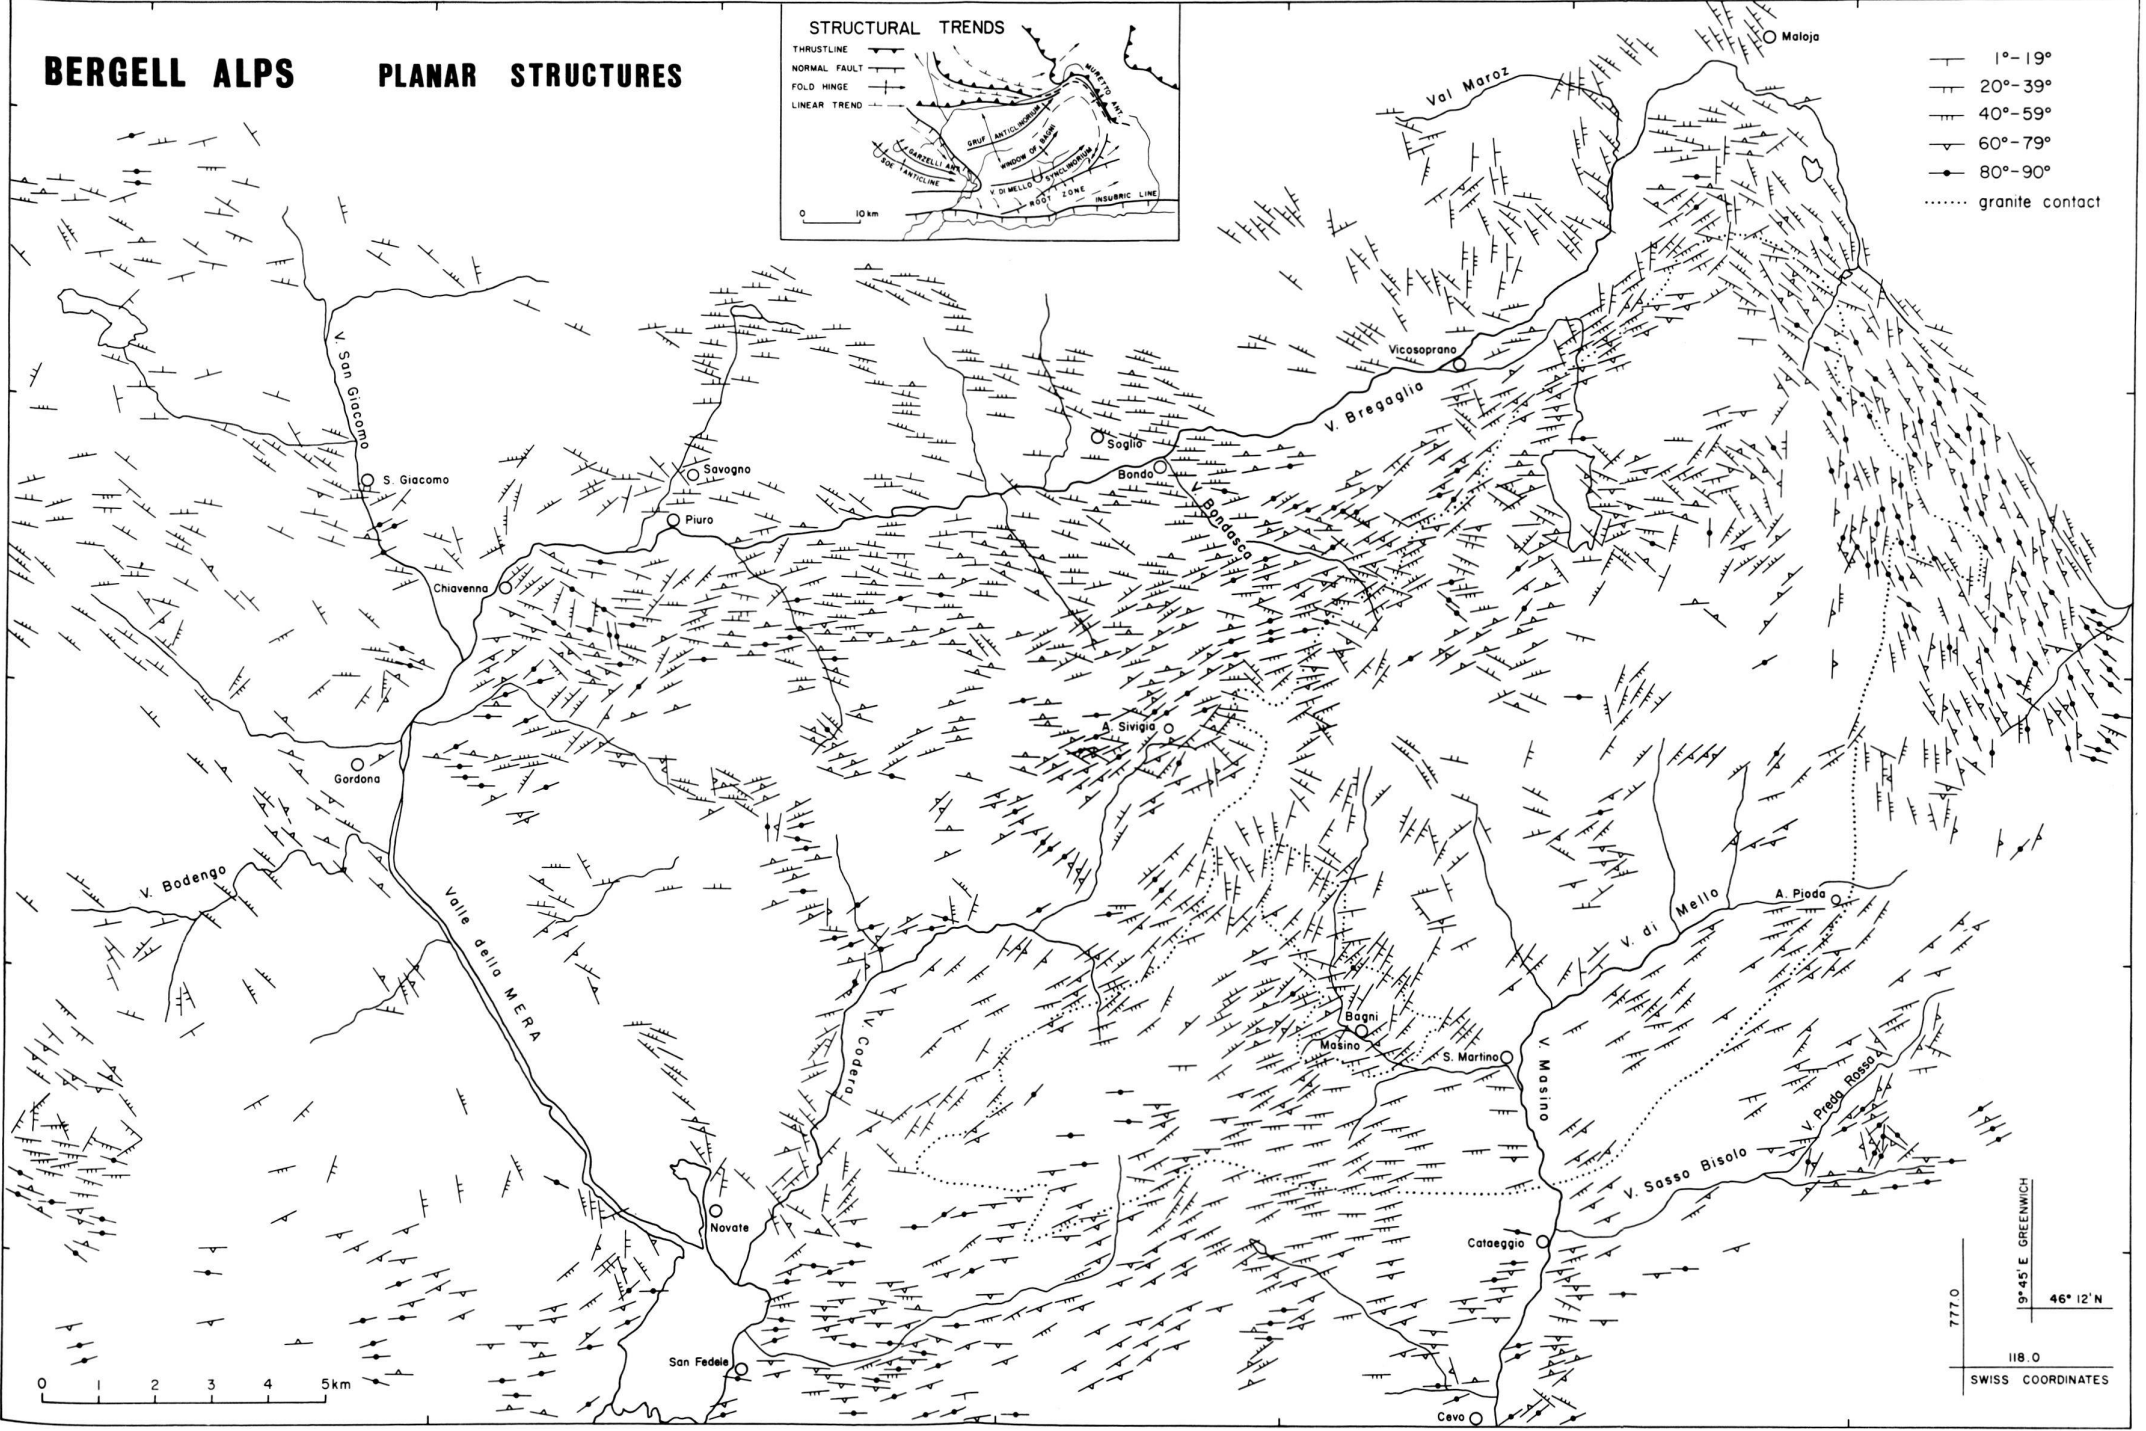 BERGELL ALPS PLANAR STRUCTURES
STRUCTURAL TRENDS
THRUSTLINE
NORMAL FAULT
FOLD HINGE
LINEAR TREND
MURETTO ANT.
GRUF ANTICLINORIUM
WINDOW OF BAGNI
GARZELLI ANT.
SOE ANTICLINE
V. DI MELLO SYNCLINORIUM
ROOT ZONE
INSUBRIC LINE
0 10 km
1°-19°
20°-39°
40°-59°
60°-79°
80°-90°
granite contact
Maloja
Val Maroz
V. San Giacomo
Vicosoprano
V. Bregaglia
Soglio
Bondo
V. Bondasca
S. Giacomo
Savogno
Piuro
Chiavenna
A. Sivigia
Gordona
V. Bodengo
Valle della MERA
V. di Mello
A. Pioda
V. Codera
Bagni
Masino
S. Martino
V. Masino
V. Preda Rossa
V. Sasso Bisolo
Novate
Cataeggio
San Fedele
Cevo
0 1 2 3 4 5km
9°45' E GREENWICH
46° 12' N
777.0
118.0
SWISS COORDINATES